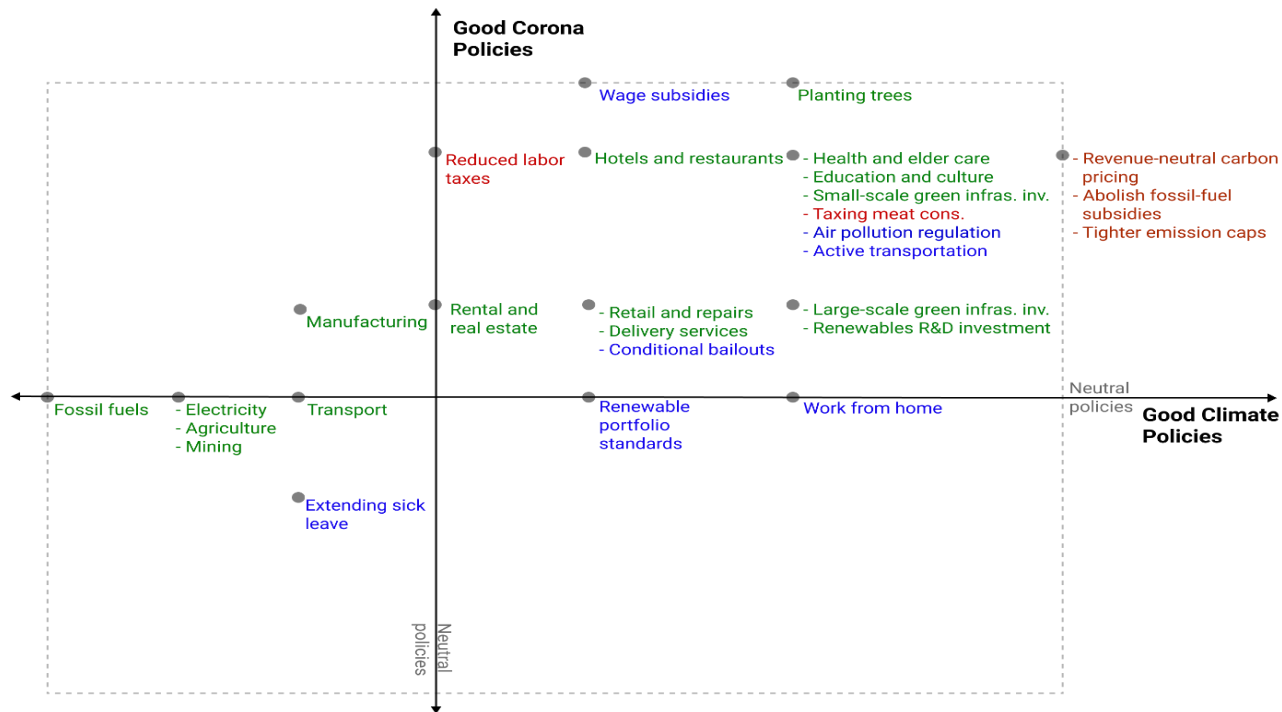 Good Corona
Policies
Wage subsidies
Planting trees
Reduced labor
taxes
Hotels and restaurants
- Health and elder care
- Education and culture
- Small-scale green infras. inv.
- Taxing meat cons.
- Air pollution regulation
- Active transportation
- Revenue-neutral carbon
pricing
- Abolish fossil-fuel
subsidies
- Tighter emission caps
Manufacturing
Rental and
real estate
- Retail and repairs
- Delivery services
- Conditional bailouts
- Large-scale green infras. inv.
- Renewables R&D investment
Fossil fuels
- Electricity
- Agriculture
- Mining
Transport
Renewable
portfolio
standards
Work from home
Neutral
policies
Good Climate
Policies
Extending sick
leave
Neutral
policies